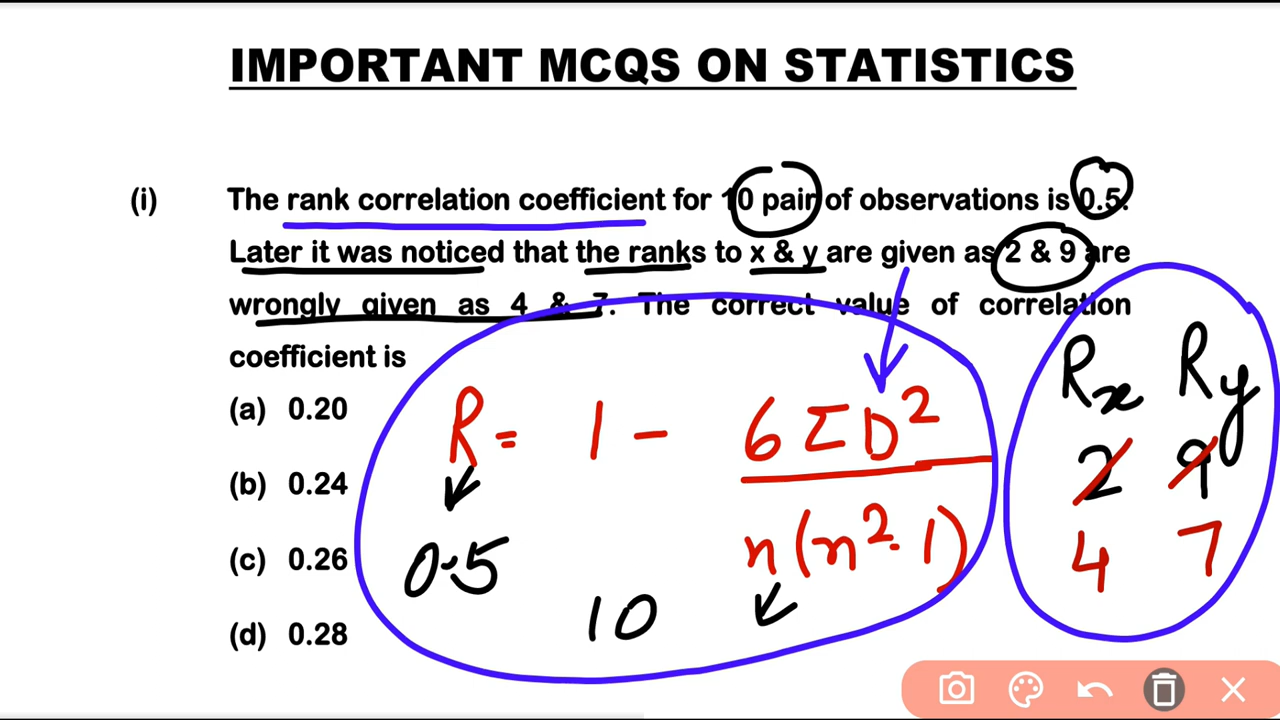 IMPORTANT MCQS ON STATISTICS
(i) The rank correlation coefficient for 10 pair of observations is 0.5.
Later it was noticed that the ranks to x & y are given as 2 & 9 are
wrongly given as 4 & 7. The correct value of correlation
coefficient is
(a) 0.20
(b) 0.24
(c) 0.26
(d) 0.28
R = 1 - 6 Σ D²
n(n²-1)
0.5
10
Rx Ry
2 9
4 7